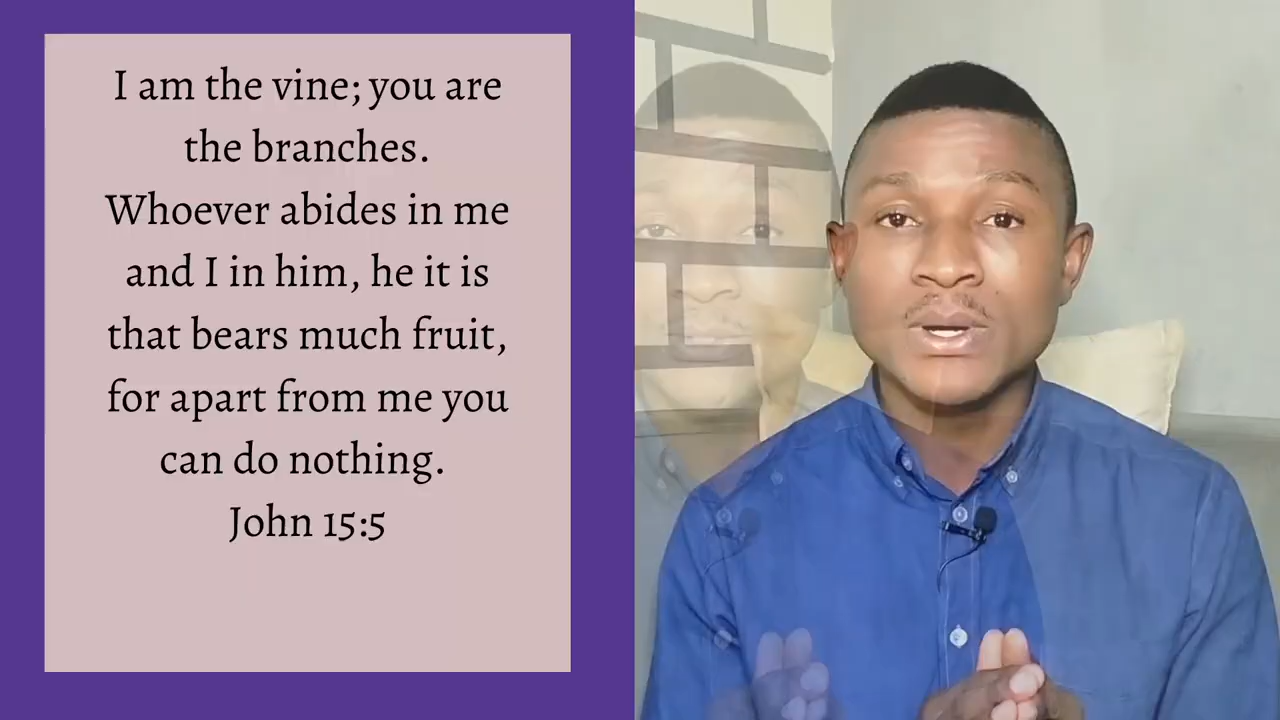 I am the vine; you are
the branches.
Whoever abides in me
and I in him, he it is
that bears much fruit,
for apart from me you
can do nothing.
John 15:5